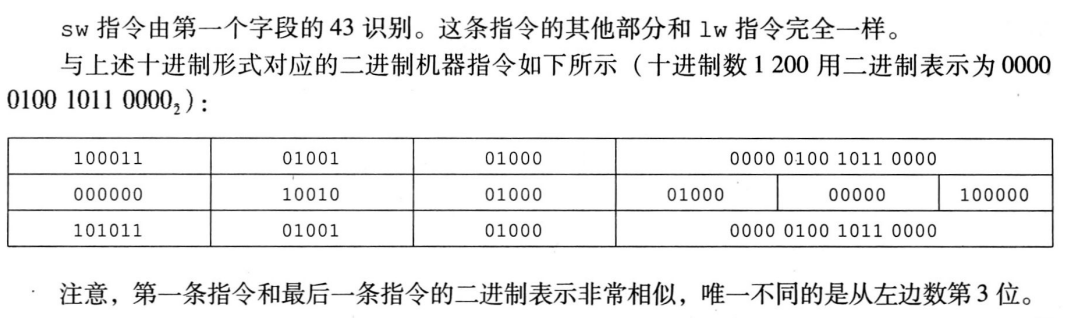 sw 指令由第一个字段的 43 识别。这条指令的其他部分和 lw 指令完全一样。
与上述十进制形式对应的二进制机器指令如下所示（十进制数 1 200 用二进制表示为 0000
0100 1011 0000₂）：
100011 01001 01000 0000 0100 1011 0000
000000 10010 01000 01000 00000 100000
101011 01001 01000 0000 0100 1011 0000
注意，第一条指令和最后一条指令的二进制表示非常相似，唯一不同的是从左边数第 3 位。